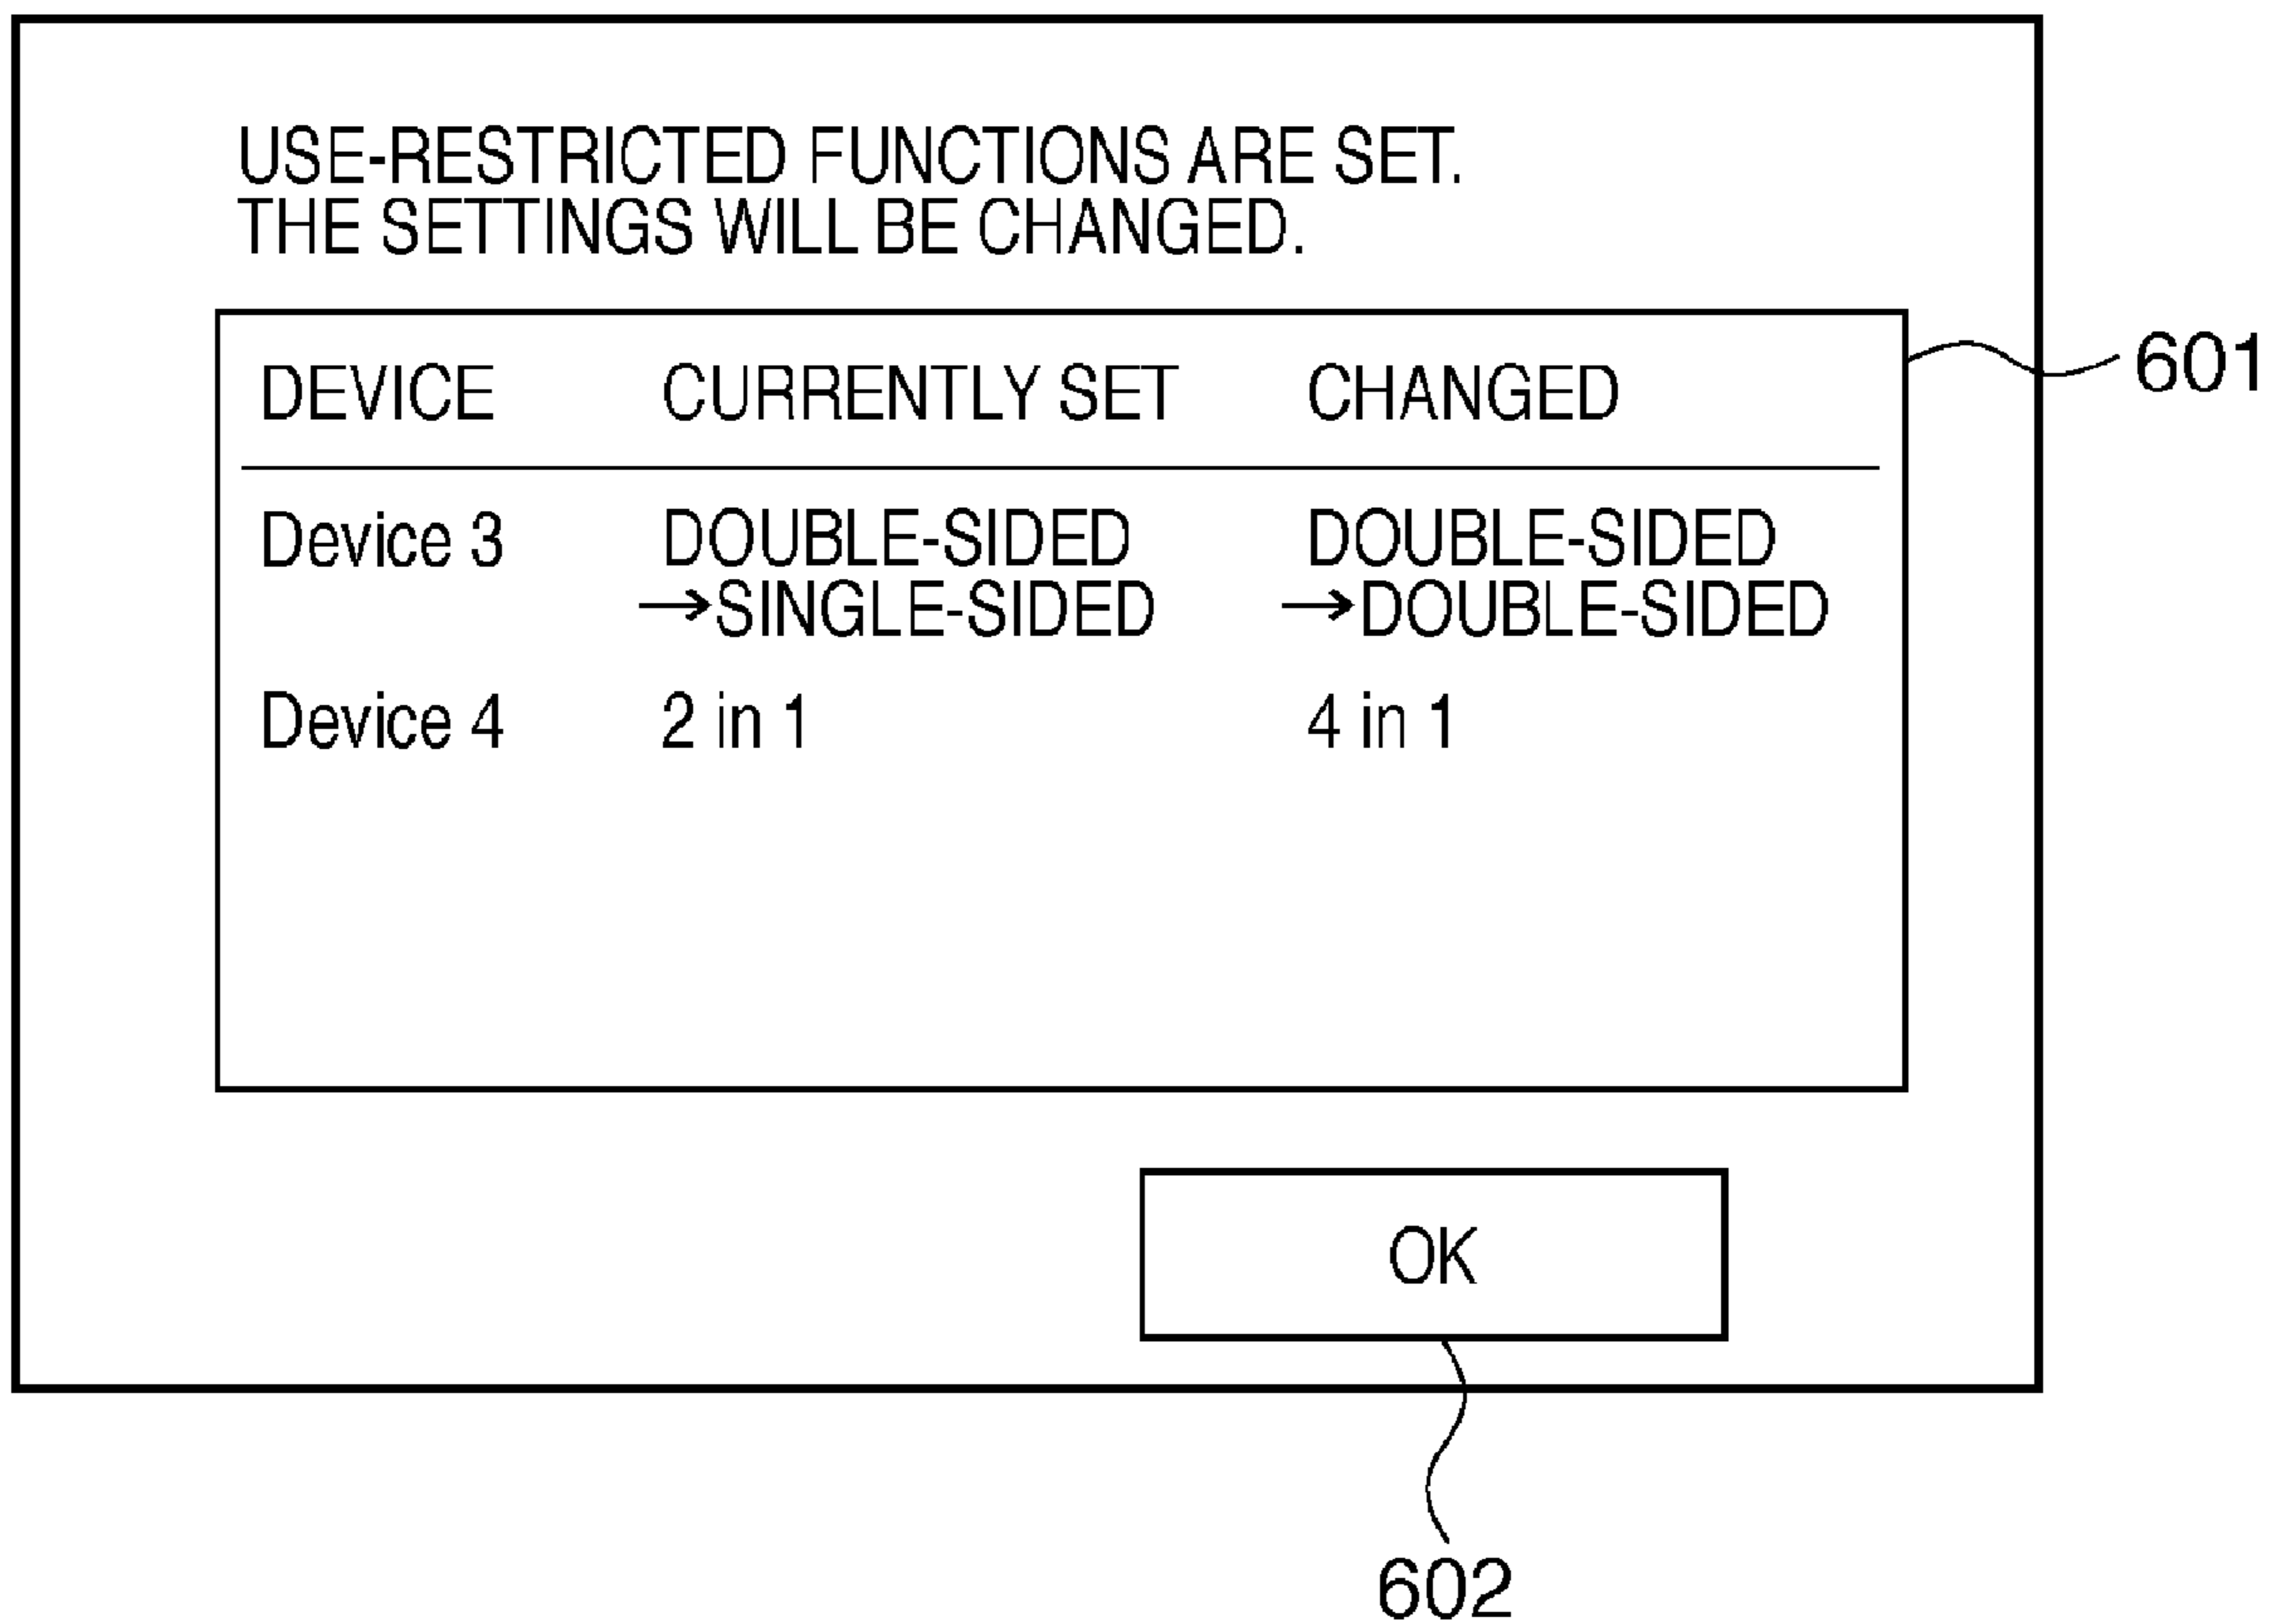 USE-RESTRICTED FUNCTIONS ARE SET.
THE SETTINGS WILL BE CHANGED.
DEVICE CURRENTLY SET CHANGED
601
Device 3 DOUBLE-SIDED DOUBLE-SIDED
→SINGLE-SIDED →DOUBLE-SIDED
Device 4 2 in 1 4 in 1
OK
602